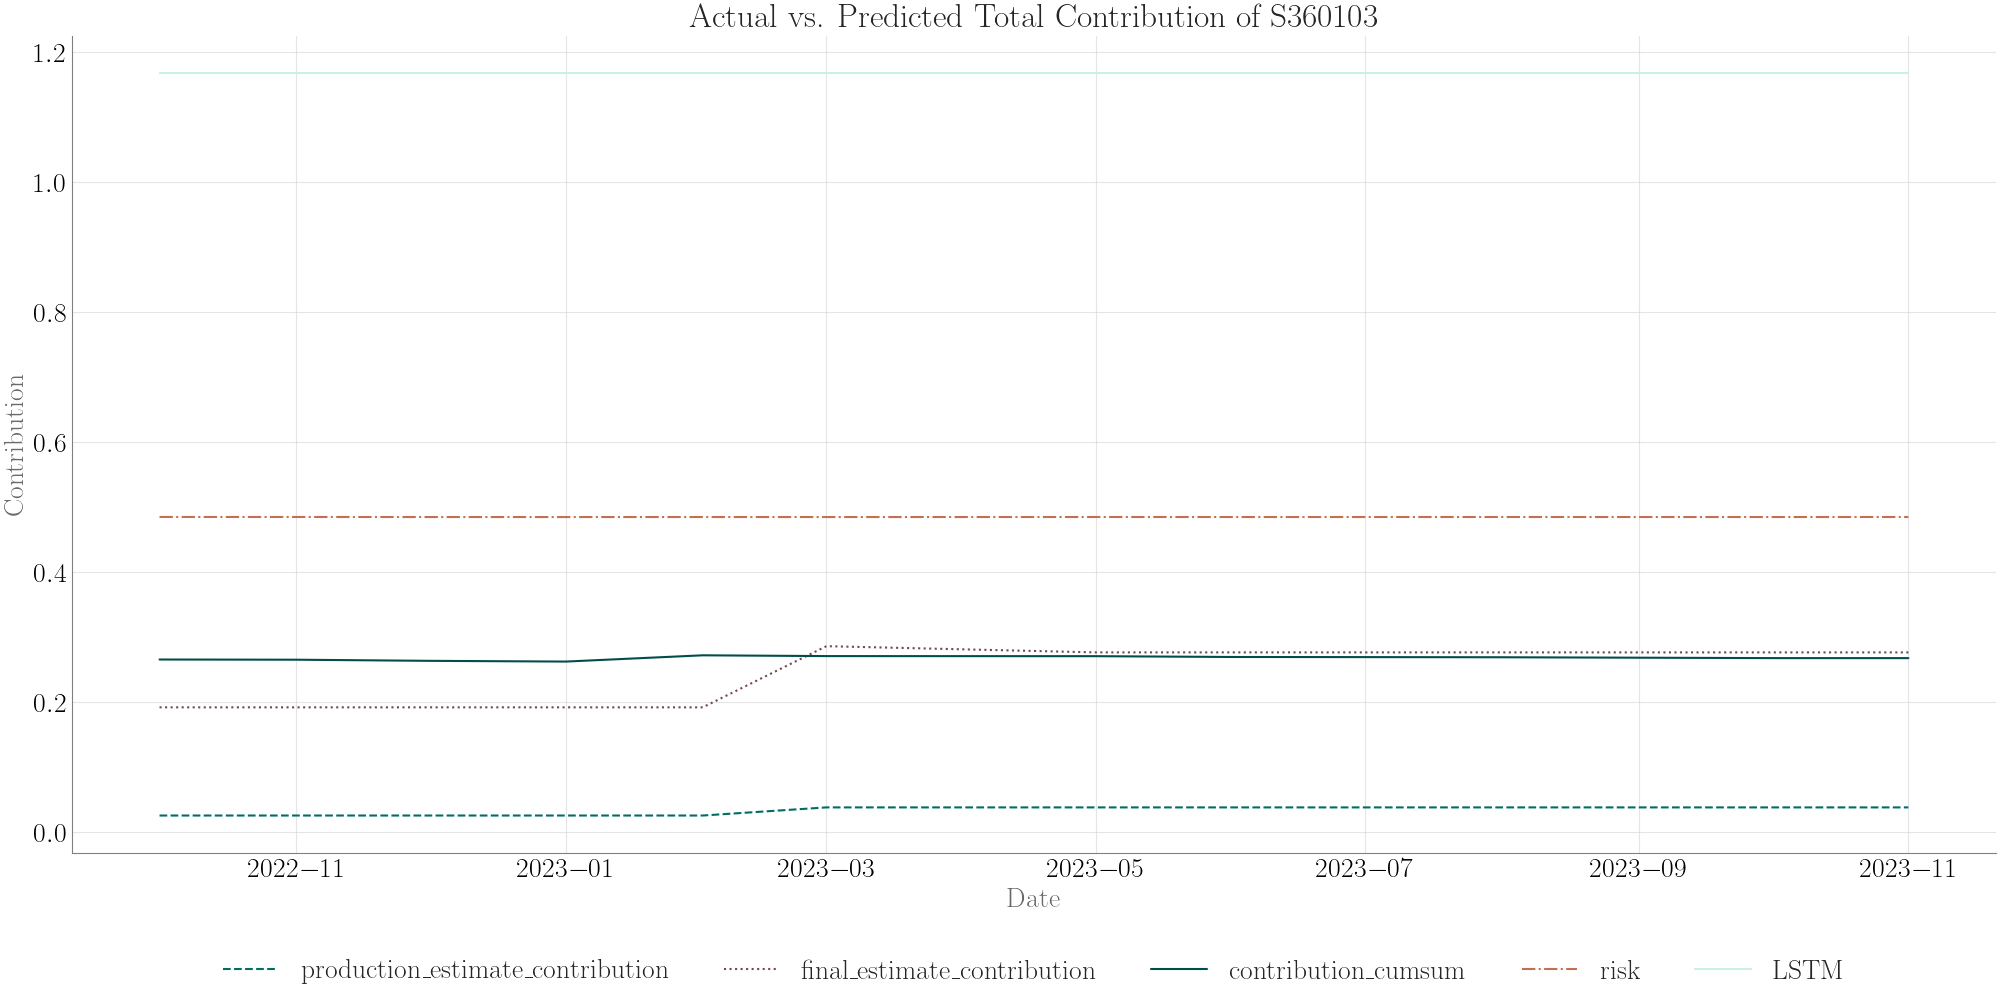 Actual vs. Predicted Total Contribution of S360103
1.2
1.0
0.8
0.6
0.4
0.2
0.0
Contribution
2022−11 2023−01 2023−03 2023−05 2023−07 2023−09 2023−11
Date
production_estimate_contribution final_estimate_contribution contribution_cumsum risk LSTM